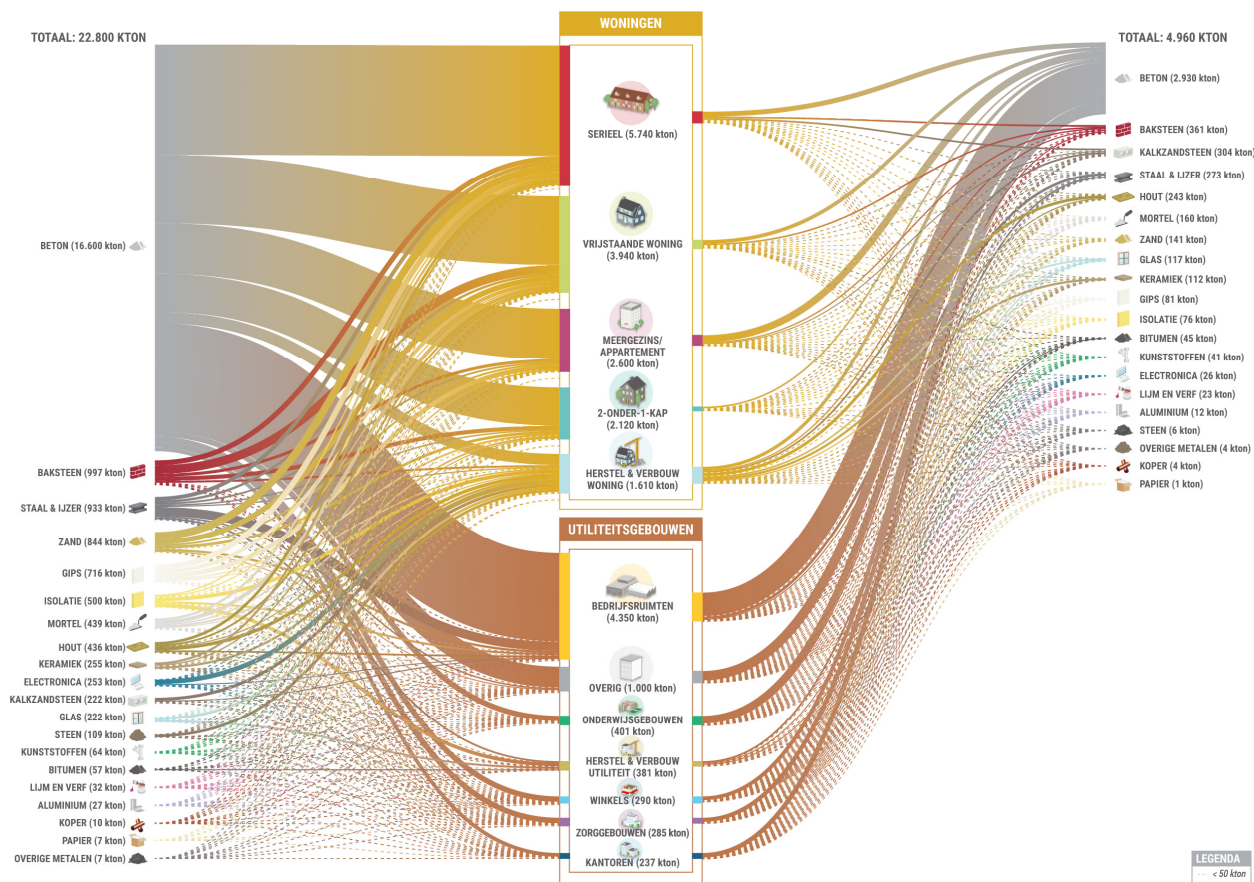 WONINGEN
TOTAAL: 22.800 KTON
TOTAAL: 4.960 KTON
BETON (16.600 kton)
BAKSTEEN (997 kton)
STAAL & IJZER (933 kton)
ZAND (844 kton)
GIPS (716 kton)
ISOLATIE (500 kton)
MORTEL (439 kton)
HOUT (436 kton)
KERAMIEK (255 kton)
ELECTRONICA (253 kton)
KALKZANDSTEEN (222 kton)
GLAS (222 kton)
STEEN (109 kton)
KUNSTSTOFFEN (64 kton)
BITUMEN (57 kton)
LIJM EN VERF (32 kton)
ALUMINIUM (27 kton)
KOPER (10 kton)
PAPIER (7 kton)
OVERIGE METALEN (7 kton)
SERIEEL (5.740 kton)
VRIJSTAANDE WONING
(3.940 kton)
MEERGEZINS/
APPARTEMENT
(2.600 kton)
2-ONDER-1-KAP
(2.120 kton)
HERSTEL & VERBOUW
WONING (1.610 kton)
UTILITEITSGEBOUWEN
BEDRIJFSRUIMTEN
(4.350 kton)
OVERIG (1.000 kton)
ONDERWIJSGEBOUWEN
(401 kton)
HERSTEL & VERBOUW
UTILITEIT (381 kton)
WINKELS (290 kton)
ZORGGEBOUWEN (285 kton)
KANTOREN (237 kton)
BETON (2.930 kton)
BAKSTEEN (361 kton)
KALKZANDSTEEN (304 kton)
STAAL & IJZER (273 kton)
HOUT (243 kton)
MORTEL (160 kton)
ZAND (141 kton)
GLAS (117 kton)
KERAMIEK (112 kton)
GIPS (81 kton)
ISOLATIE (76 kton)
BITUMEN (45 kton)
KUNSTSTOFFEN (41 kton)
ELECTRONICA (26 kton)
LIJM EN VERF (23 kton)
ALUMINIUM (12 kton)
STEEN (6 kton)
OVERIGE METALEN (4 kton)
KOPER (4 kton)
PAPIER (1 kton)
LEGENDA
< 50 kton